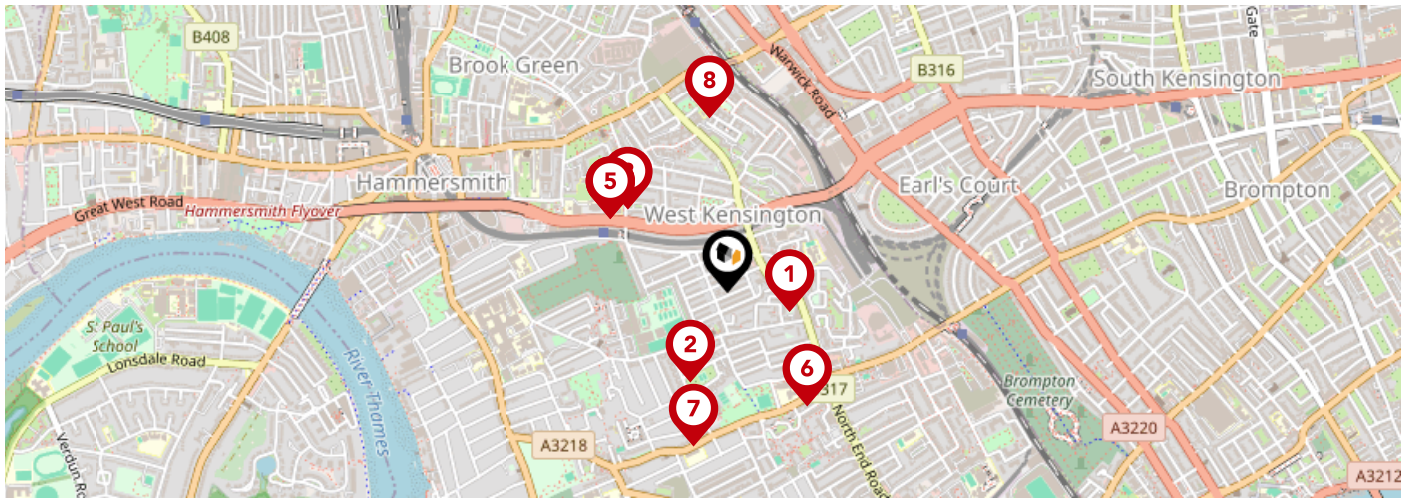 B408
Gate
Brook Green
8
Warwick Road
B316
South Kensington
5
Hammersmith
Earl's Court
Brompton
Great West Road
Hammersmith Flyover
West Kensington
1
S. Paul's
School
Lonsdale Road
River Thames
2
6
317
7
Brompton
Cemetery
North End Road
A3218
A3220
Verdun Ro
A3212